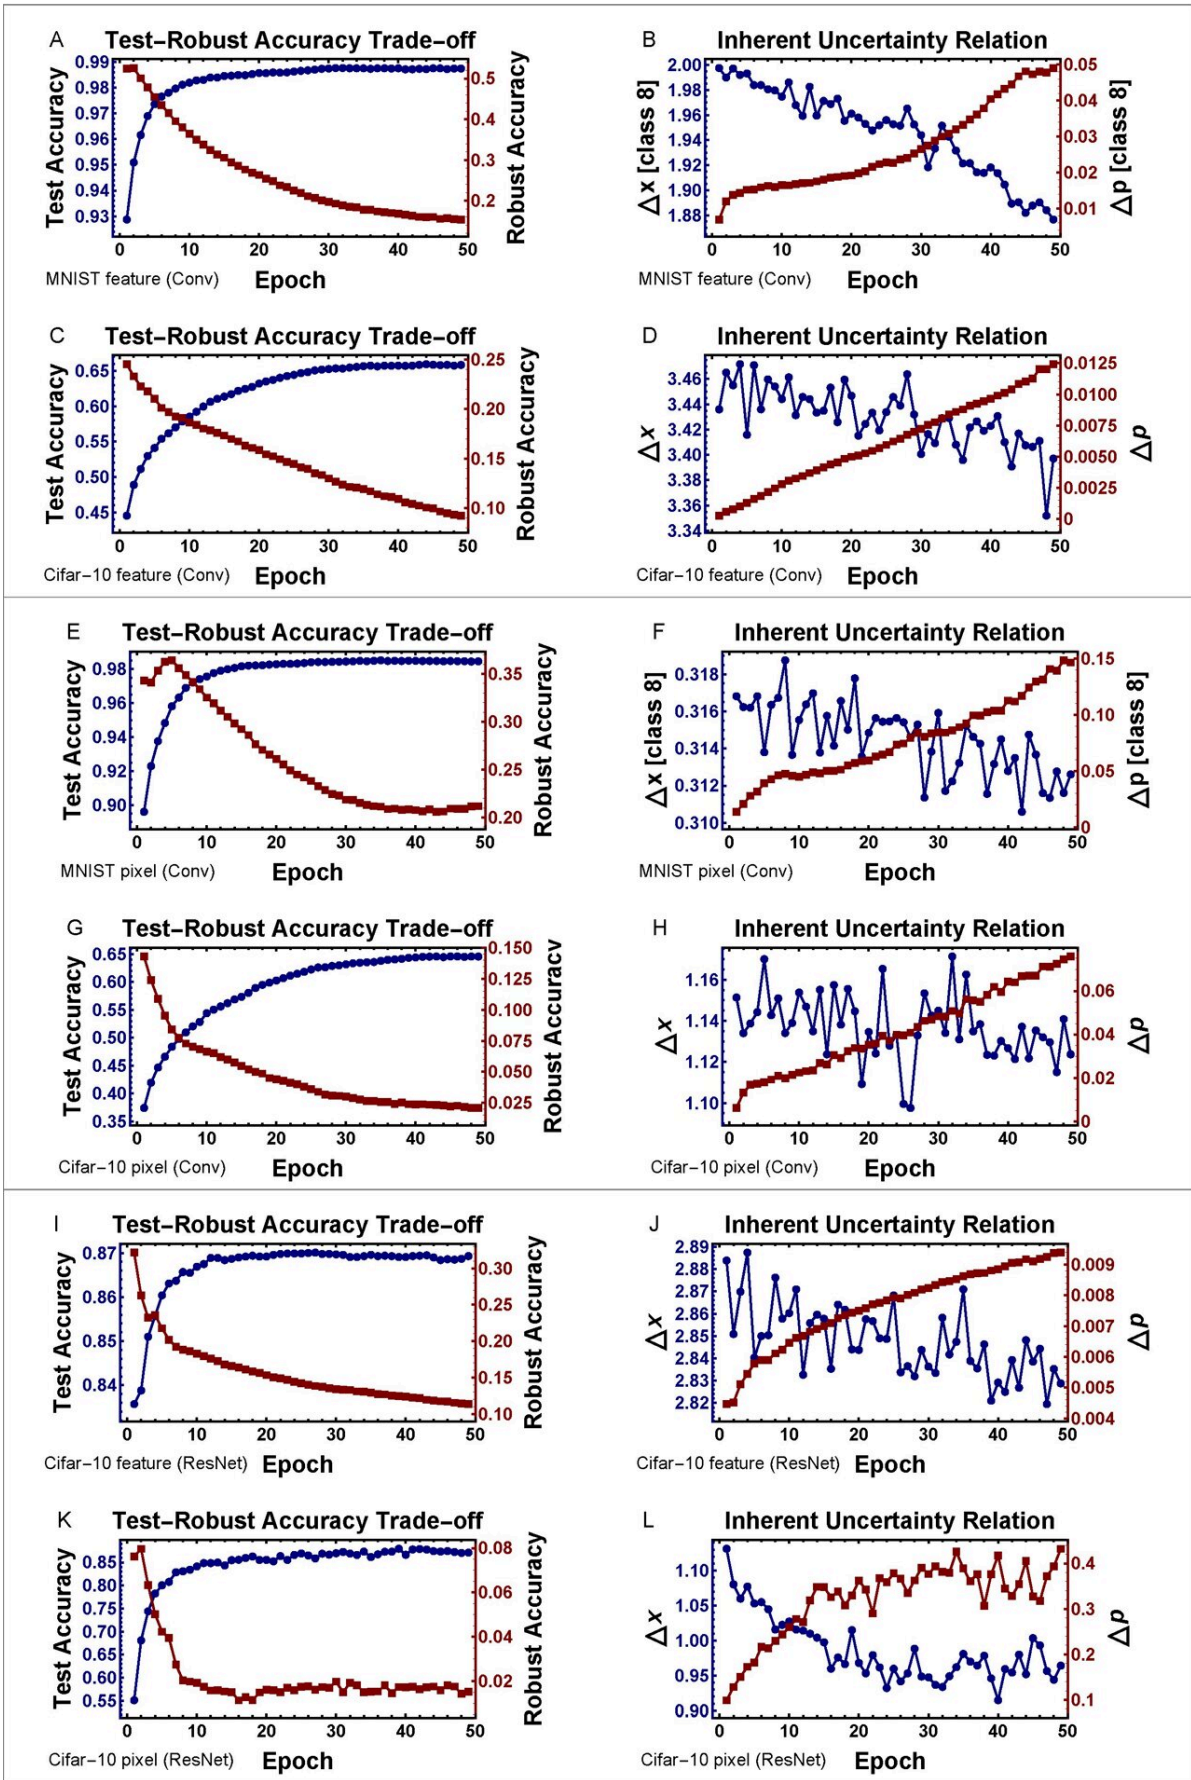 A Test–Robust Accuracy Trade-off
Test Accuracy
0.99
0.98
0.97
0.96
0.95
0.94
0.93
0.5
0.4
0.3
0.2
Robust Accuracy
0 10 20 30 40 50
MNIST feature (Conv) Epoch
B Inherent Uncertainty Relation
Δx [class 8]
2.00
1.98
1.96
1.94
1.92
1.90
1.88
0.05
0.04
0.03
0.02
0.01
Δp [class 8]
0 10 20 30 40 50
MNIST feature (Conv) Epoch
C Test–Robust Accuracy Trade-off
Test Accuracy
0.65
0.60
0.55
0.50
0.45
0.25
0.20
0.15
0.10
Robust Accuracy
0 10 20 30 40 50
Cifar–10 feature (Conv) Epoch
D Inherent Uncertainty Relation
Δx
3.46
3.44
3.42
3.40
3.38
3.36
3.34
0.0125
0.0100
0.0075
0.0050
0.0025
0
Δp
0 10 20 30 40 50
Cifar–10 feature (Conv) Epoch
E Test–Robust Accuracy Trade-off
Test Accuracy
0.98
0.96
0.94
0.92
0.90
0.35
0.30
0.25
0.20
Robust Accuracy
0 10 20 30 40 50
MNIST pixel (Conv) Epoch
F Inherent Uncertainty Relation
Δx [class 8]
0.318
0.316
0.314
0.312
0.310
0.15
0.10
0.05
0
Δp [class 8]
0 10 20 30 40 50
MNIST pixel (Conv) Epoch
G Test–Robust Accuracy Trade-off
Test Accuracy
0.65
0.60
0.55
0.50
0.45
0.40
0.35
0.150
0.125
0.100
0.075
0.050
0.025
Robust Accuracy
0 10 20 30 40 50
Cifar–10 pixel (Conv) Epoch
H Inherent Uncertainty Relation
Δx
1.16
1.14
1.12
1.10
0.06
0.04
0.02
0
Δp
0 10 20 30 40 50
Cifar–10 pixel (Conv) Epoch
I Test–Robust Accuracy Trade-off
Test Accuracy
0.87
0.86
0.85
0.84
0.30
0.25
0.20
0.15
0.10
Robust Accuracy
0 10 20 30 40 50
Cifar–10 feature (ResNet) Epoch
J Inherent Uncertainty Relation
Δx
2.89
2.88
2.87
2.86
2.85
2.84
2.83
2.82
0.009
0.008
0.007
0.006
0.005
0.004
Δp
0 10 20 30 40 50
Cifar–10 feature (ResNet) Epoch
K Test–Robust Accuracy Trade-off
Test Accuracy
0.85
0.80
0.75
0.70
0.65
0.60
0.55
0.08
0.06
0.04
0.02
Robust Accuracy
0 10 20 30 40 50
Cifar–10 pixel (ResNet) Epoch
L Inherent Uncertainty Relation
Δx
1.10
1.05
1.00
0.95
0.90
0.4
0.3
0.2
0.1
Δp
0 10 20 30 40 50
Cifar–10 pixel (ResNet) Epoch